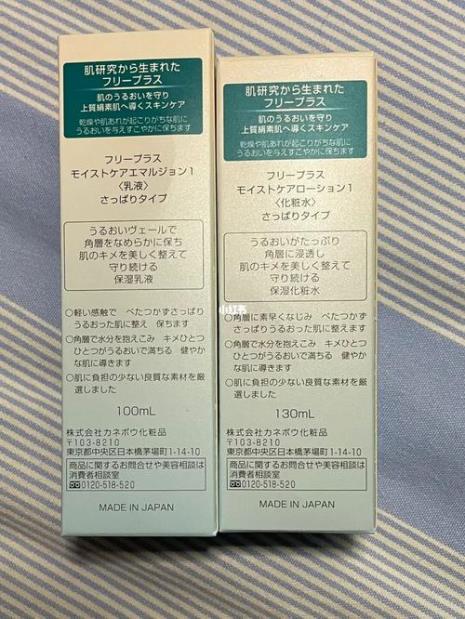 肌研究から生まれた
フリープラス
肌のうるおいを守り
上質絹素肌へ導くスキンケア
乾燥や肌あれが起こりがちな肌に
うるおいを与えすこやかに保ちます
フリープラス
モイストケアエマルジョン1
〈乳液〉
さっぱりタイプ
うるおいヴェールで
角層をなめらかに保ち
肌のキメを美しく整えて
守り続ける
保湿乳液
○軽い感触で べたつかずさっぱり
うるおった肌に整え 保ちます
○角層で水分を抱えこみ キメひとつ
ひとつがうるおいで満ちる 健やか
な肌に導きます
○肌に負担の少ない良質な素材を厳
選しました
100mL
株式会社カネボウ化粧品
〒103-8210
東京都中央区日本橋茅場町1-14-10
商品に関するお問合せや美容相談は
消費者相談室
0120-518-520
MADE IN JAPAN
肌研究から生まれた
フリープラス
肌のうるおいを守り
上質絹素肌へ導くスキンケア
乾燥や肌あれが起こりがちな肌に
うるおいを与えすこやかに保ちます
フリープラス
モイストケアローション1
〈化粧水〉
さっぱりタイプ
うるおいがたっぷり
角層に浸透し
肌のキメを美しく整えて
守り続ける
保湿化粧水
○角層に素早くなじみ べたつかず
さっぱりうるおった肌に整えます
○角層で水分を抱えこみ キメひとつ
ひとつがうるおいで満ちる 健やか
な肌に導きます
○肌に負担の少ない良質な素材を厳
選しました
130mL
株式会社カネボウ化粧品
〒103-8210
東京都中央区日本橋茅場町1-14-10
商品に関するお問合せや美容相談は
消費者相談室
0120-518-520
MADE IN JAPAN